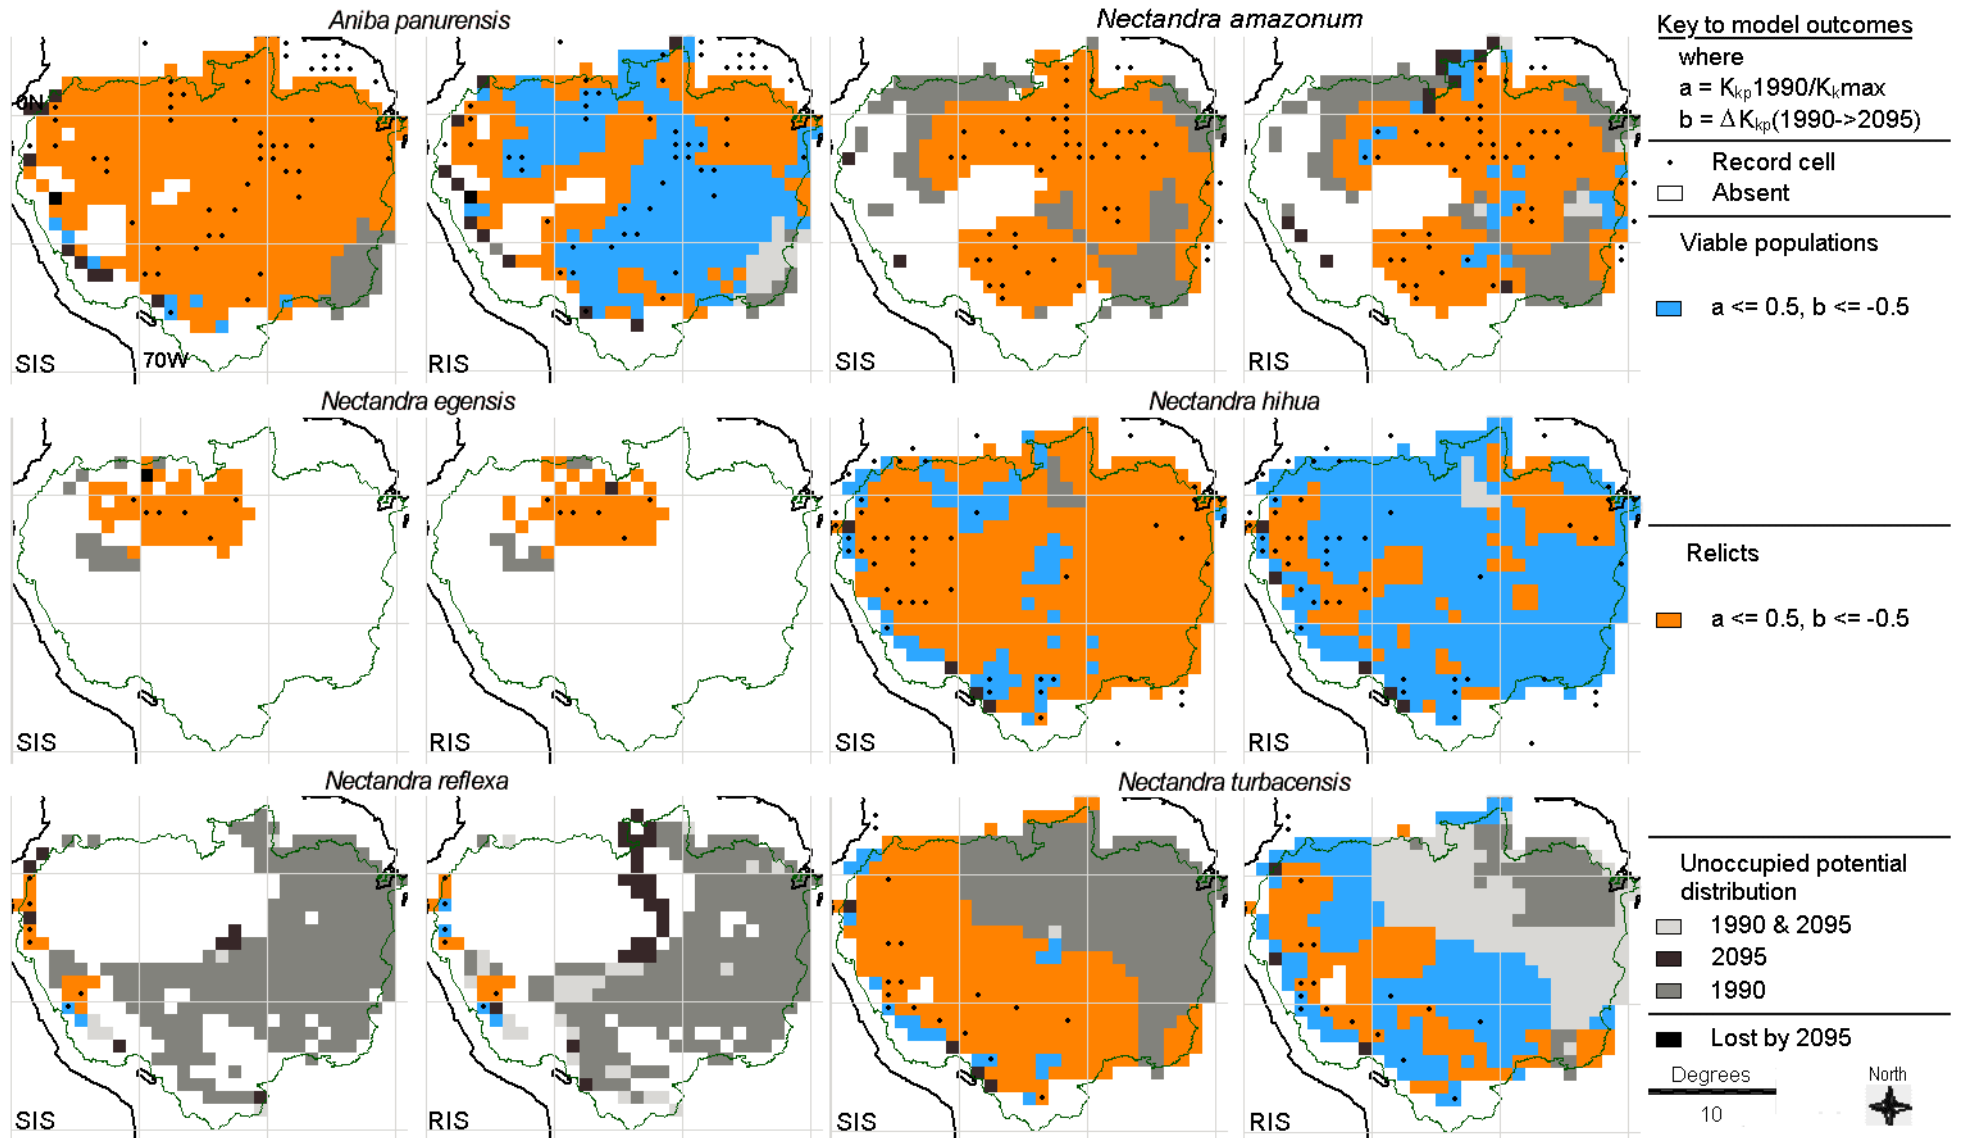 Aniba panurensis
Nectandra amazonum
0N
SIS
70W
RIS
SIS
RIS
Nectandra egensis
Nectandra hihua
SIS
RIS
SIS
RIS
Nectandra reflexa
Nectandra turbacensis
SIS
RIS
SIS
RIS
Key to model outcomes
where
a = Kkp1990/Kkmax
b = ΔKkp(1990->2095)
Record cell
Absent
Viable populations
a <= 0.5, b <= -0.5
Relicts
a <= 0.5, b <= -0.5
Unoccupied potential
distribution
1990 & 2095
2095
1990
Lost by 2095
Degrees
10
North